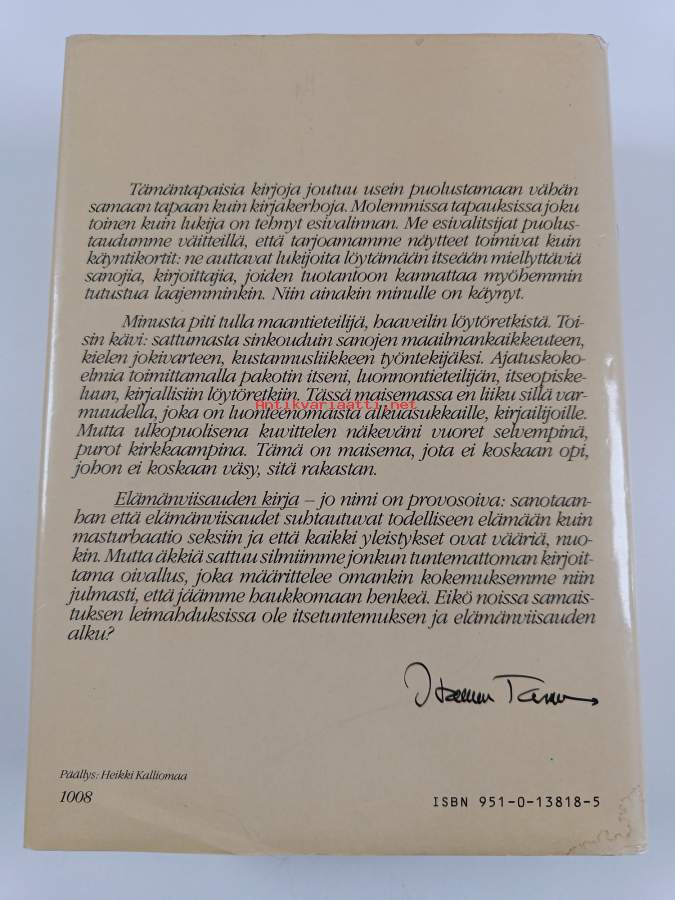 Tämäntapaisia kirjoja joutuu usein puolustamaan vähän
samaan tapaan kuin kirjakerhoja. Molemmissa tapauksissa joku
toinen kuin lukija on tehnyt esivalinnan. Me esivalitsijat puolus-
taudumme väitteillä, että tarjoamamme näytteet toimivat kuin
käyntikortit: ne auttavat lukijoita löytämään itseään miellyttäviä
sanojia, kirjoittajia, joiden tuotantoon kannattaa myöhemmin
tutustua laajemminkin. Niin ainakin minulle on käynyt.
Minusta piti tulla maantieteilijä, haaveilin löytöretkistä. Toi-
sin kävi: sattumasta sinkouduin sanojen maailmankaikkeuteen,
kielen jokivarteen, kustannusliikkeen työntekijäksi. Ajatuskoko-
elmia toimittamalla pakotin itseni, luonnontieteilijän, itseopiske-
luun, kirjallisiin löytöretkiin. Tässä maisemassa en liiku sillä var-
Antikvariaatti.net
muudella, joka on luonteenomaista alkuasukkaille, kirjailijoille.
Mutta ulkopuolisena kuvittelen näkeväni vuoret selvempinä,
purot kirkkaampina. Tämä on maisema, jota ei koskaan opi,
johon ei koskaan väsy, sitä rakastan.
Elämänviisauden kirja – jo nimi on provosoiva: sanotaan-
han että elämänviisaudet suhtautuvat todelliseen elämään kuin
masturbaatio seksiin ja että kaikki yleistykset ovat vääriä, nuo-
kin. Mutta äkkiä sattuu silmiimme jonkun tuntemattoman kirjoit-
tama oivallus, joka määrittelee omankin kokemuksemme niin
julmasti, että jäämme haukkomaan henkeä. Eikö noissa samais-
tuksen leimahduksissa ole itsetuntemuksen ja elämänviisauden
alku?
Päällys: Heikki Kalliomaa
1008
ISBN 951-0-13818-5